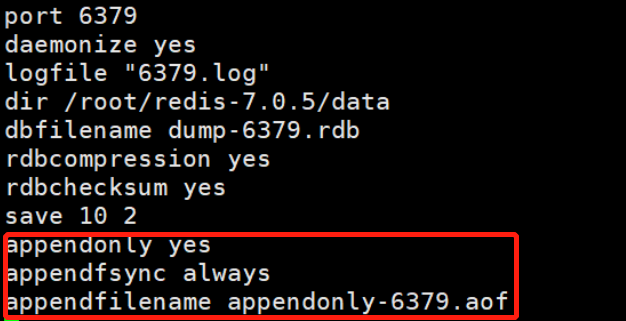 port 6379
daemonize yes
logfile "6379.log"
dir /root/redis-7.0.5/data
dbfilename dump-6379.rdb
rdbcompression yes
rdbchecksum yes
save 10 2
appendonly yes
appendfsync always
appendfilename appendonly-6379.aof